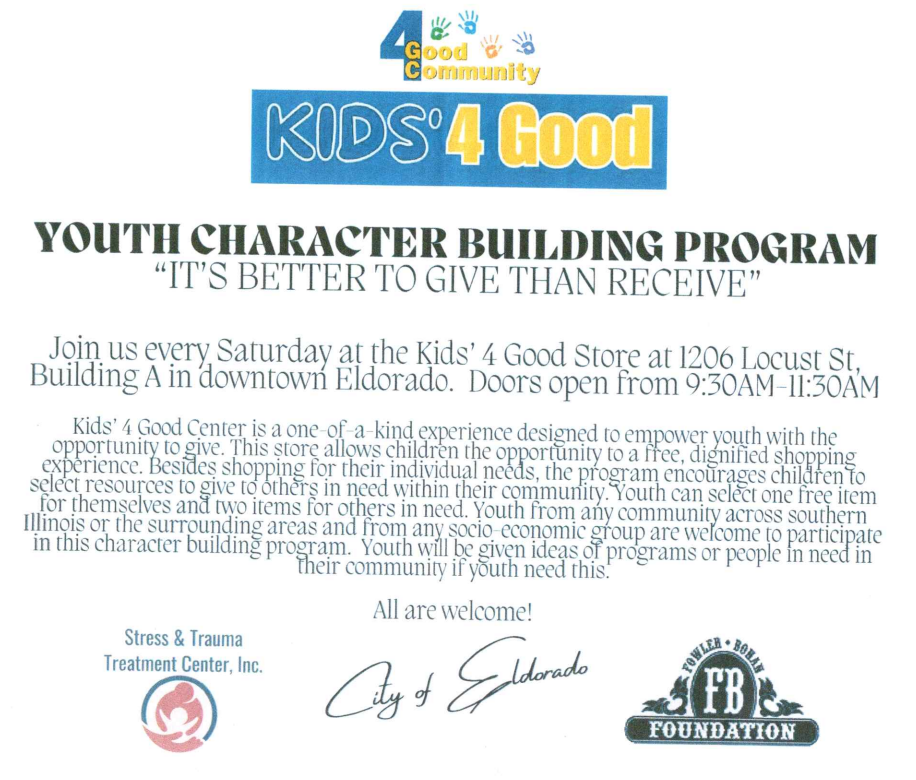 4 Good
Community
KIDS' 4 Good
YOUTH CHARACTER BUILDING PROGRAM
“IT'S BETTER TO GIVE THAN RECEIVE”
Join us every Saturday at the Kids' 4 Good Store at 1206 Locust St,
Building A in downtown Eldorado. Doors open from 9:30AM-11:30AM
Kids' 4 Good Center is a one-of-a-kind experience designed to empower youth with the
opportunity to give. This store allows children the opportunity to a free, dignified shopping
experience. Besides shopping for their individual needs, the program encourages children to
select resources to give to others in need within their community. Youth can select one free item
for themselves and two items for others in need. Youth from any community across southern
Illinois or the surrounding areas and from any socio-economic group are welcome to participate
in this character building program. Youth will be given ideas of programs or people in need in
their community if youth need this.
All are welcome!
Stress & Trauma
Treatment Center, Inc.
City of Eldorado
FOWLER • BOHAN
FB
FOUNDATION